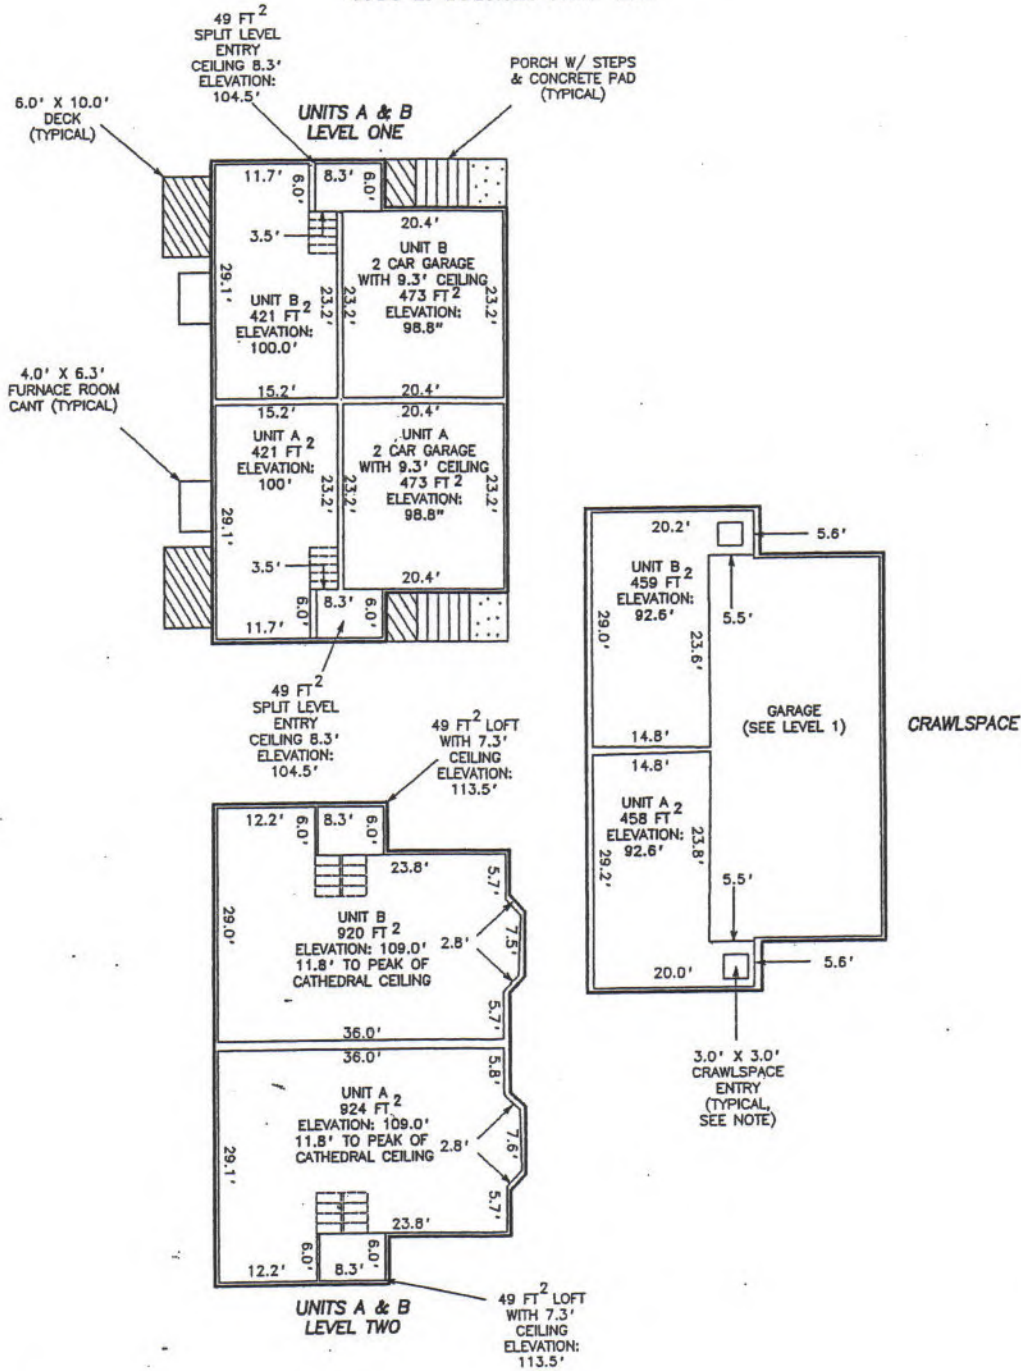 49 FT2
SPLIT LEVEL
ENTRY
CEILING 8.3'
ELEVATION:
104.5'
PORCH W/ STEPS
& CONCRETE PAD
(TYPICAL)
6.0' X 10.0'
DECK
(TYPICAL)
UNITS A & B
LEVEL ONE
11.7'
6.0'
8.3'
6.0'
20.4'
3.5'
29.1'
UNIT B
421 FT2
ELEVATION:
100.0'
23.2'
23.2'
UNIT B
2 CAR GARAGE
WITH 9.3' CEILING
473 FT2
ELEVATION:
98.8"
23.2'
15.2'
20.4'
4.0' X 6.3'
FURNACE ROOM
CANT (TYPICAL)
15.2'
20.4'
UNIT A
421 FT2
ELEVATION:
100'
23.2'
23.2'
UNIT A
2 CAR GARAGE
WITH 9.3' CEILING
473 FT2
ELEVATION:
98.8"
23.2'
29.1'
3.5'
20.4'
6.0'
8.3'
6.0'
11.7'
49 FT2
SPLIT LEVEL
ENTRY
CEILING 8.3'
ELEVATION:
104.5'
20.2'
5.6'
UNIT B
459 FT2
ELEVATION:
92.6'
5.5'
29.0'
23.6'
GARAGE
(SEE LEVEL 1)
CRAWLSPACE
14.8'
14.8'
UNIT A
458 FT2
ELEVATION:
92.6'
23.8'
29.2'
5.5'
20.0'
5.6'
3.0' X 3.0'
CRAWLSPACE
ENTRY
(TYPICAL,
SEE NOTE)
49 FT2 LOFT
WITH 7.3'
CEILING
ELEVATION:
113.5'
12.2'
6.0'
8.3'
6.0'
23.8'
5.7'
29.0'
UNIT B
920 FT2
ELEVATION: 109.0'
11.8' TO PEAK OF
CATHEDRAL CEILING
2.8'
7.5'
5.7'
36.0'
36.0'
5.8'
UNIT A
924 FT2
ELEVATION: 109.0'
11.8' TO PEAK OF
CATHEDRAL CEILING
2.8'
7.6'
29.1'
5.7'
23.8'
6.0'
6.0'
12.2'
8.3'
UNITS A & B
LEVEL TWO
49 FT2 LOFT
WITH 7.3'
CEILING
ELEVATION:
113.5'